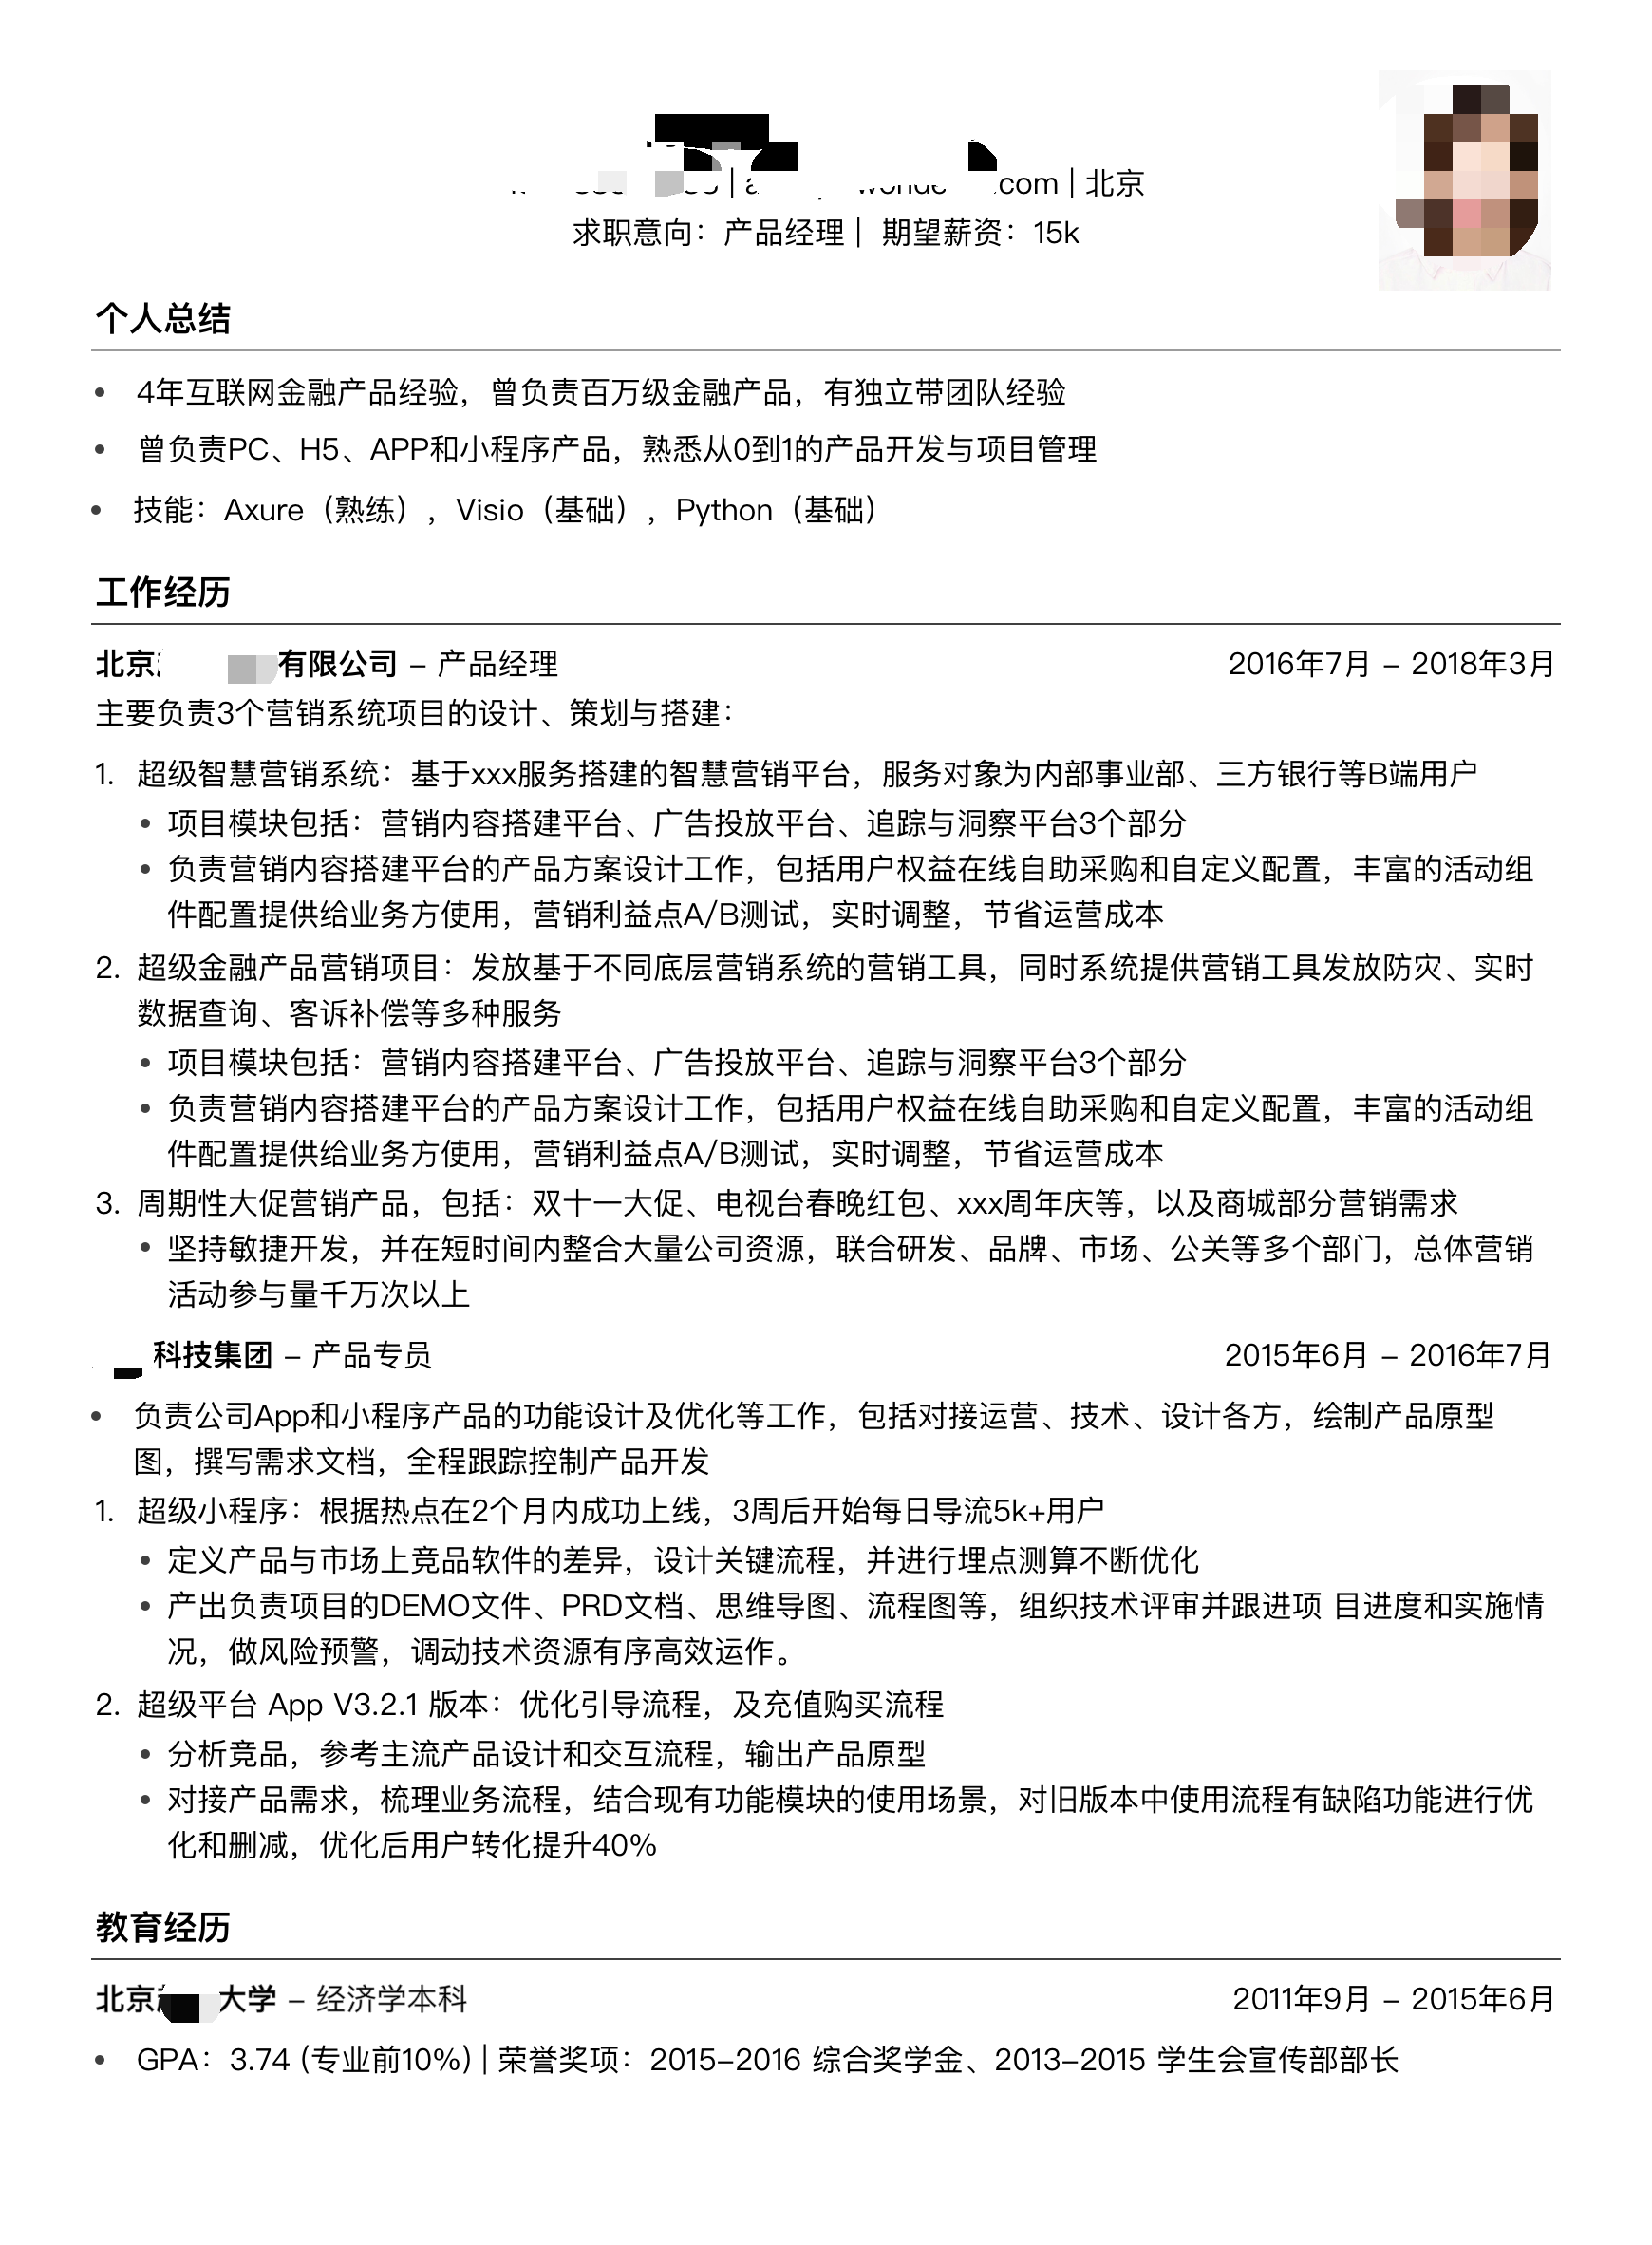 com | 北京
求职意向：产品经理 | 期望薪资：15k
个人总结
• 4年互联网金融产品经验，曾负责百万级金融产品，有独立带团队经验
• 曾负责PC、H5、APP和小程序产品，熟悉从0到1的产品开发与项目管理
• 技能：Axure（熟练），Visio（基础），Python（基础）
工作经历
北京 有限公司 – 产品经理 2016年7月 – 2018年3月
主要负责3个营销系统项目的设计、策划与搭建：
1. 超级智慧营销系统：基于xxx服务搭建的智慧营销平台，服务对象为内部事业部、三方银行等B端用户
• 项目模块包括：营销内容搭建平台、广告投放平台、追踪与洞察平台3个部分
• 负责营销内容搭建平台的产品方案设计工作，包括用户权益在线自助采购和自定义配置，丰富的活动组
件配置提供给业务方使用，营销利益点A/B测试，实时调整，节省运营成本
2. 超级金融产品营销项目：发放基于不同底层营销系统的营销工具，同时系统提供营销工具发放防灾、实时
数据查询、客诉补偿等多种服务
• 项目模块包括：营销内容搭建平台、广告投放平台、追踪与洞察平台3个部分
• 负责营销内容搭建平台的产品方案设计工作，包括用户权益在线自助采购和自定义配置，丰富的活动组
件配置提供给业务方使用，营销利益点A/B测试，实时调整，节省运营成本
3. 周期性大促营销产品，包括：双十一大促、电视台春晚红包、xxx周年庆等，以及商城部分营销需求
• 坚持敏捷开发，并在短时间内整合大量公司资源，联合研发、品牌、市场、公关等多个部门，总体营销
活动参与量千万次以上
科技集团 – 产品专员 2015年6月 – 2016年7月
• 负责公司App和小程序产品的功能设计及优化等工作，包括对接运营、技术、设计各方，绘制产品原型
图，撰写需求文档，全程跟踪控制产品开发
1. 超级小程序：根据热点在2个月内成功上线，3周后开始每日导流5k+用户
• 定义产品与市场上竞品软件的差异，设计关键流程，并进行埋点测算不断优化
• 产出负责项目的DEMO文件、PRD文档、思维导图、流程图等，组织技术评审并跟进项 目进度和实施情
况，做风险预警，调动技术资源有序高效运作。
2. 超级平台 App V3.2.1 版本：优化引导流程，及充值购买流程
• 分析竞品，参考主流产品设计和交互流程，输出产品原型
• 对接产品需求，梳理业务流程，结合现有功能模块的使用场景，对旧版本中使用流程有缺陷功能进行优
化和删减，优化后用户转化提升40%
教育经历
北京 大学 – 经济学本科 2011年9月 – 2015年6月
• GPA：3.74 (专业前10%) | 荣誉奖项：2015–2016 综合奖学金、2013–2015 学生会宣传部部长